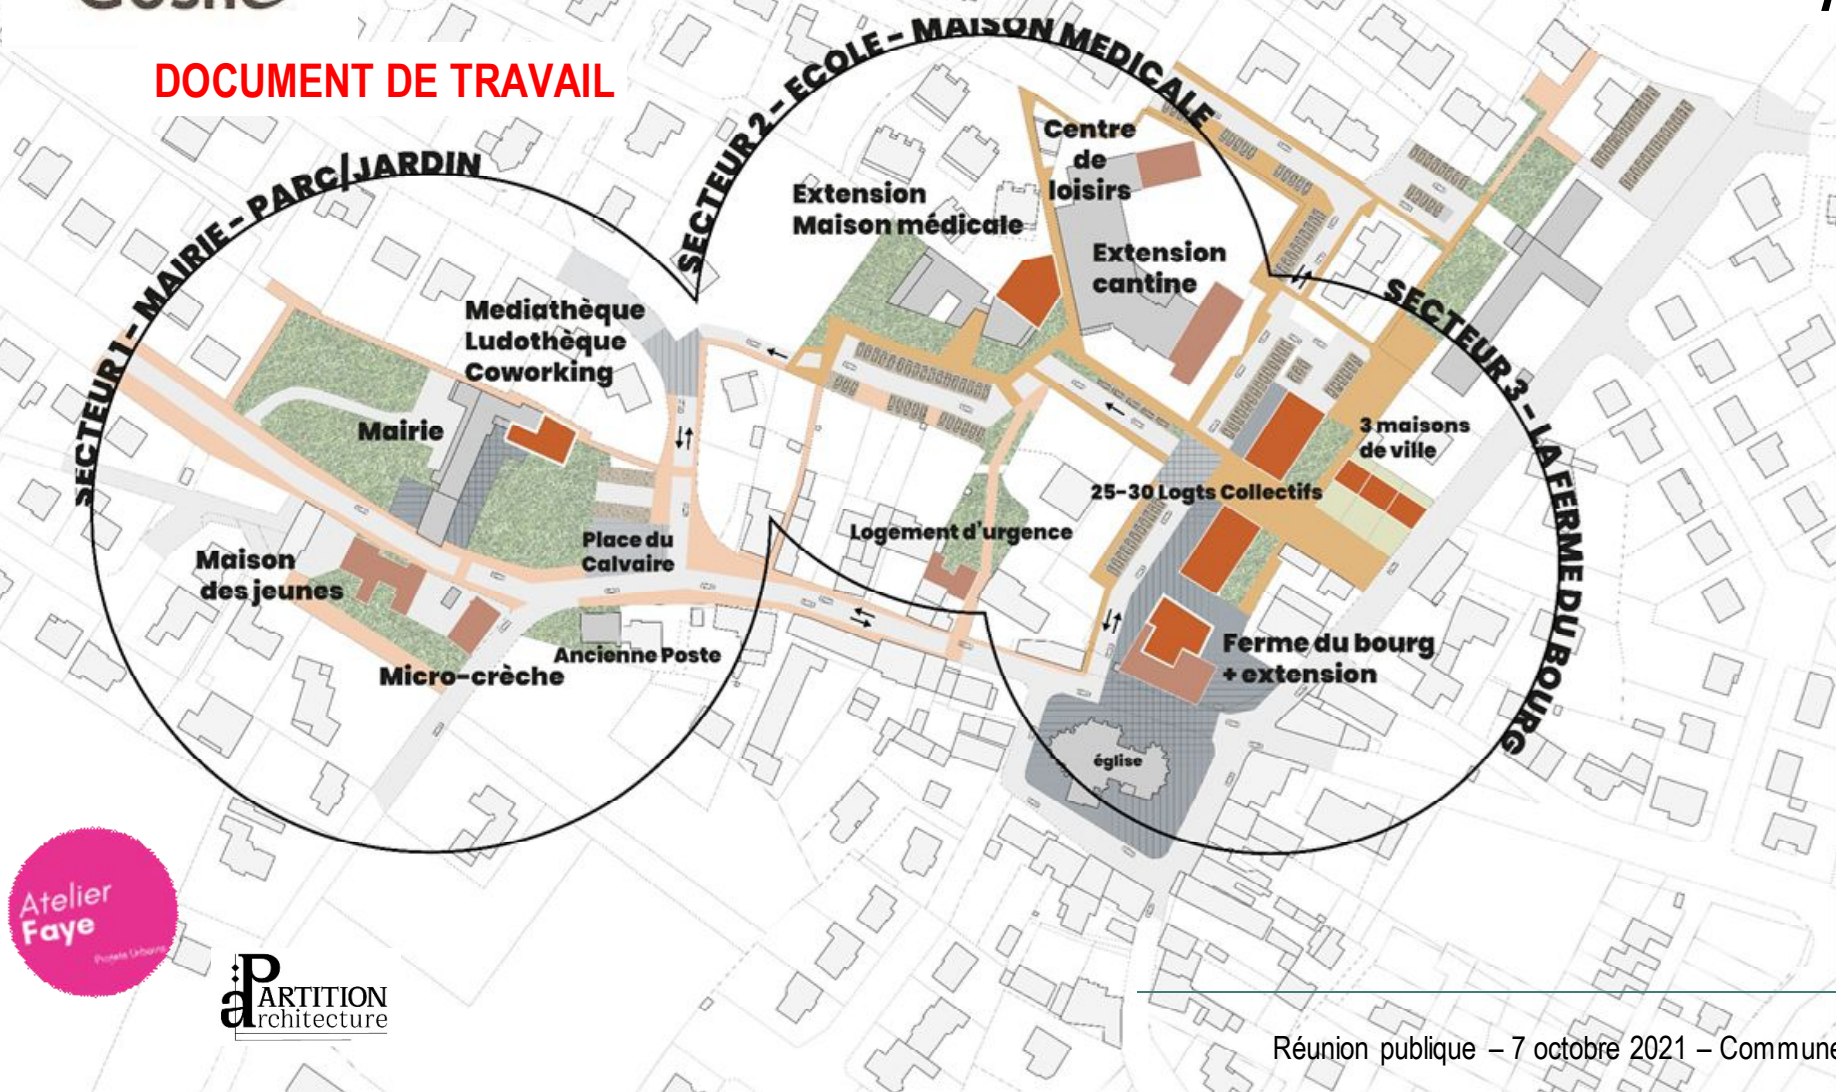 DOCUMENT DE TRAVAIL
SECTEUR 1 - MAIRIE - PARC/JARDIN
SECTEUR 2 - ECOLE - MAISON MEDICALE
SECTEUR 3 - LA FERME DU BOURG
Centre
de
loisirs
Extension
Maison médicale
Extension
cantine
Mediathèque
Ludothèque
Coworking
Mairie
3 maisons
de ville
25-30 Logts Collectifs
Logement d'urgence
Place du
Calvaire
Maison
des jeunes
Ancienne Poste
Micro-crèche
Ferme du bourg
+ extension
église
Atelier
Faye
Projets Urbains
PARTITION
architecture
Réunion publique – 7 octobre 2021 – Commune